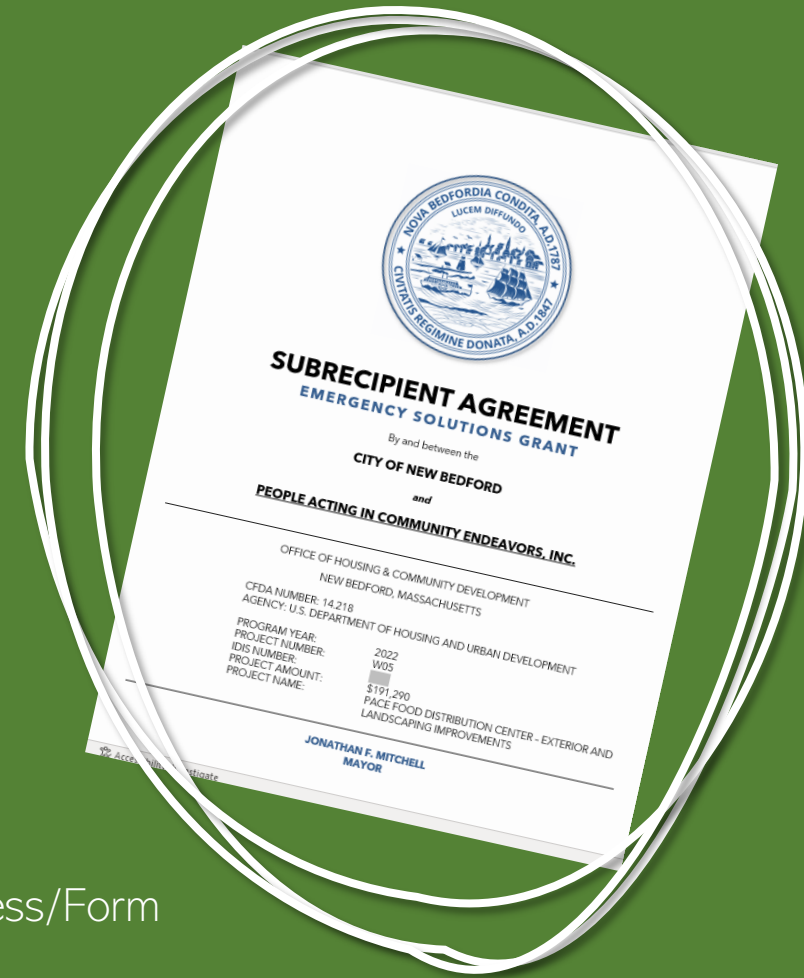 NOVA BEDFORDIA CONDITA, A.D.1787
LUCEM DIFFUNDO
CIVITATIS REGIMINE DONATA, A.D.1847
SUBRECIPIENT AGREEMENT
EMERGENCY SOLUTIONS GRANT
By and between the
CITY OF NEW BEDFORD
and
PEOPLE ACTING IN COMMUNITY ENDEAVORS, INC.
OFFICE OF HOUSING & COMMUNITY DEVELOPMENT
NEW BEDFORD, MASSACHUSETTS
CFDA NUMBER: 14.218
AGENCY: U.S. DEPARTMENT OF HOUSING AND URBAN DEVELOPMENT
PROGRAM YEAR: 2022
PROJECT NUMBER: W05
IDIS NUMBER:
PROJECT AMOUNT: $191,290
PROJECT NAME: PACE FOOD DISTRIBUTION CENTER – EXTERIOR AND
LANDSCAPING IMPROVEMENTS
JONATHAN F. MITCHELL
MAYOR
ess/Form